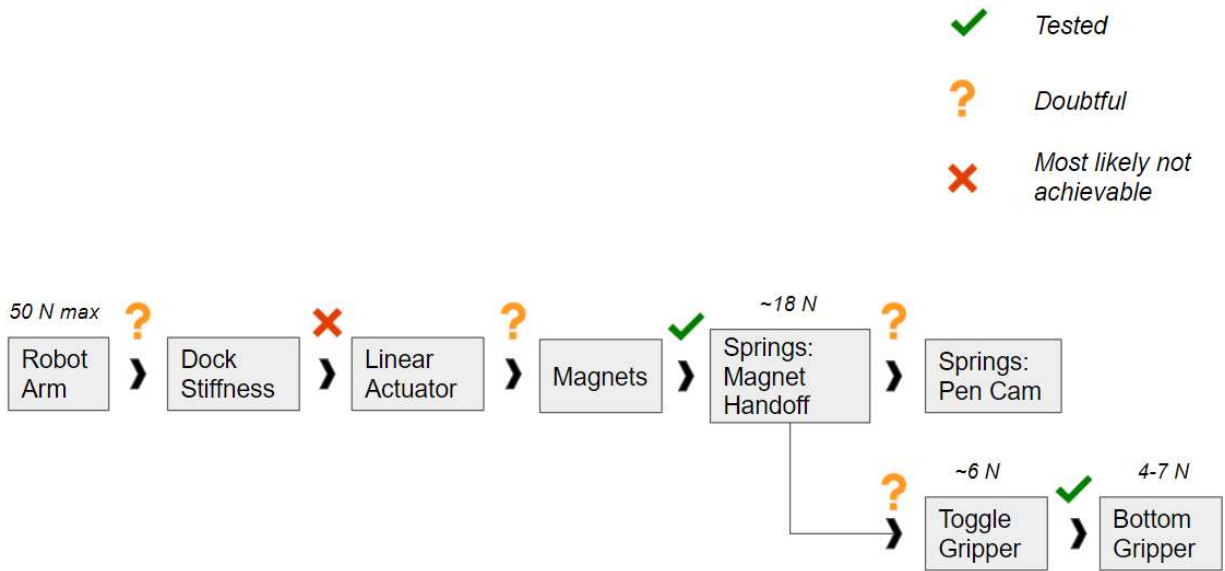 Tested
Doubtful
Most likely not
achievable
50 N max
Robot
Arm
Dock
Stiffness
Linear
Actuator
Magnets
~18 N
Springs:
Magnet
Handoff
Springs:
Pen Cam
~6 N
Toggle
Gripper
4-7 N
Bottom
Gripper